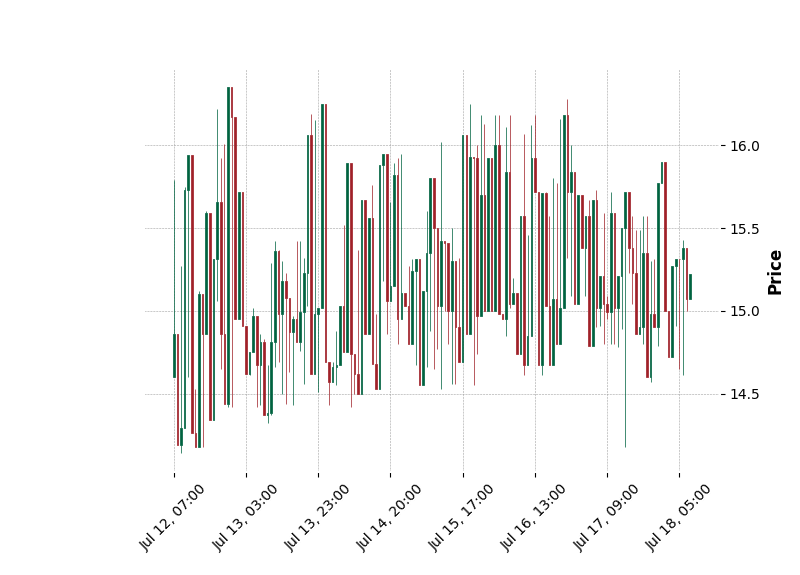 16.0
15.5
15.0
14.5
Price
Jul 12, 07:00
Jul 13, 03:00
Jul 13, 23:00
Jul 14, 20:00
Jul 15, 17:00
Jul 16, 13:00
Jul 17, 09:00
Jul 18, 05:00